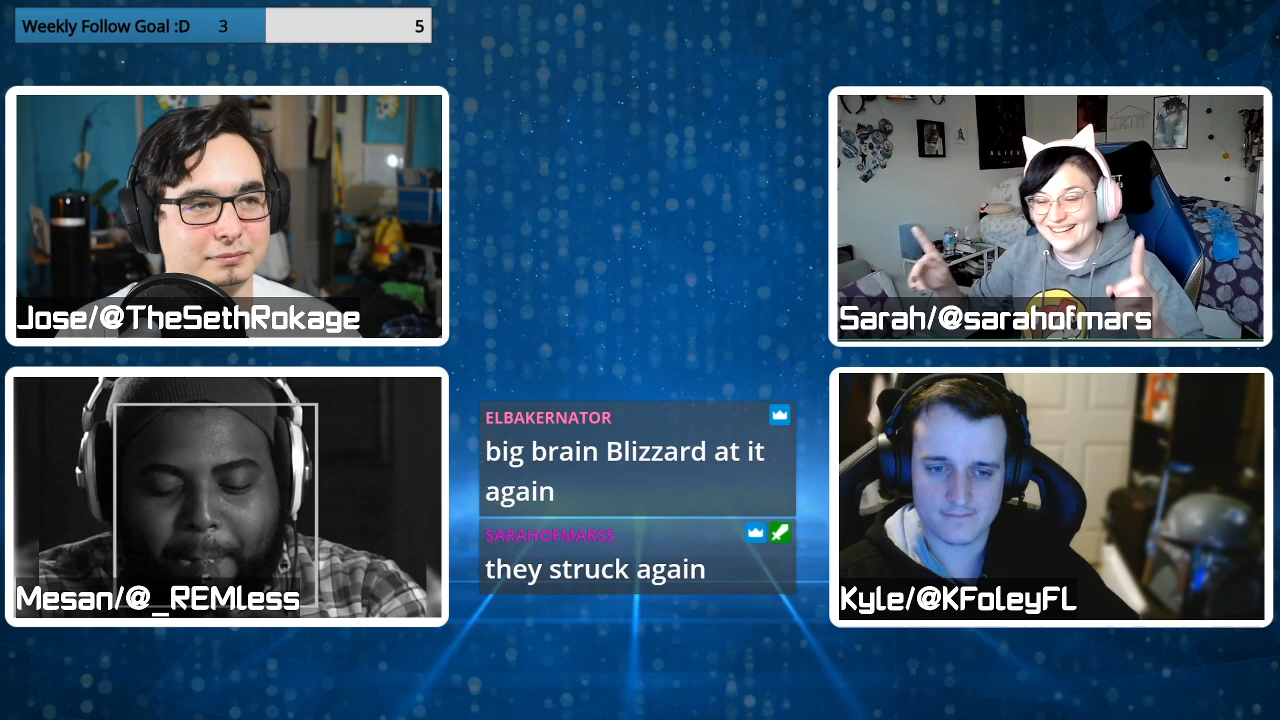 Weekly Follow Goal :D 3 5
Jose/@TheSethRokage
ALIE
Sarah/@sarahofmars
ELBAKERNATOR
big brain Blizzard at it
again
SARAHOFMARSS
they struck again
Mesan/@_REMless
Kyle/@KFoleyFL